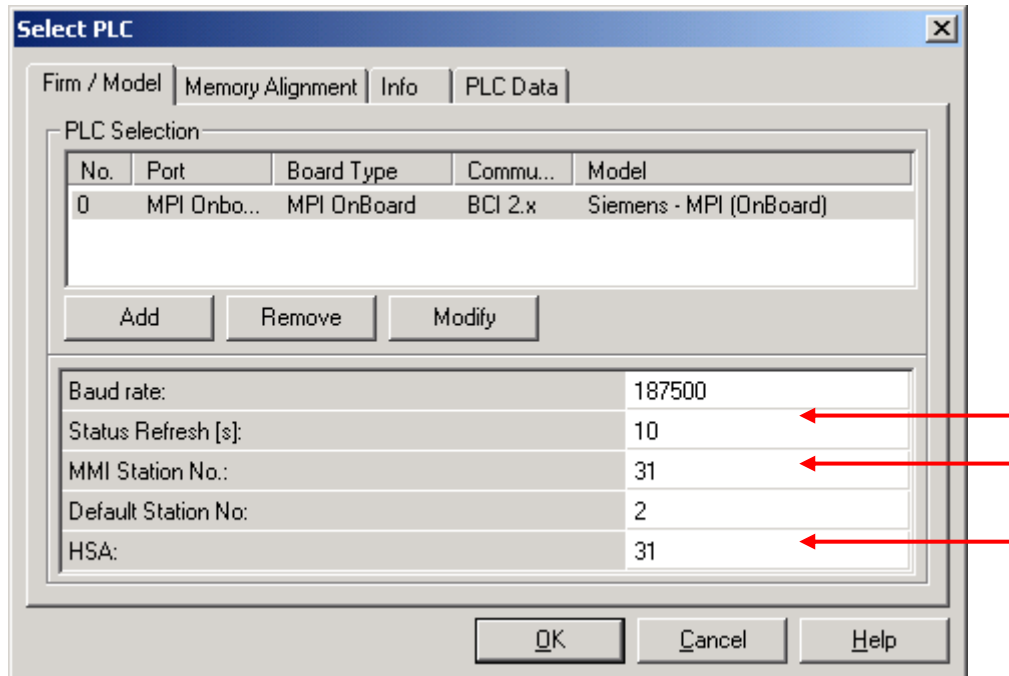 Select PLC
Firm / Model Memory Alignment Info PLC Data
PLC Selection
No. Port Board Type Commu... Model
0 MPI Onbo... MPI OnBoard BCI 2.x Siemens - MPI (OnBoard)
Add Remove Modify
Baud rate: 187500
Status Refresh [s]: 10
MMI Station No.: 31
Default Station No: 2
HSA: 31
OK Cancel Help